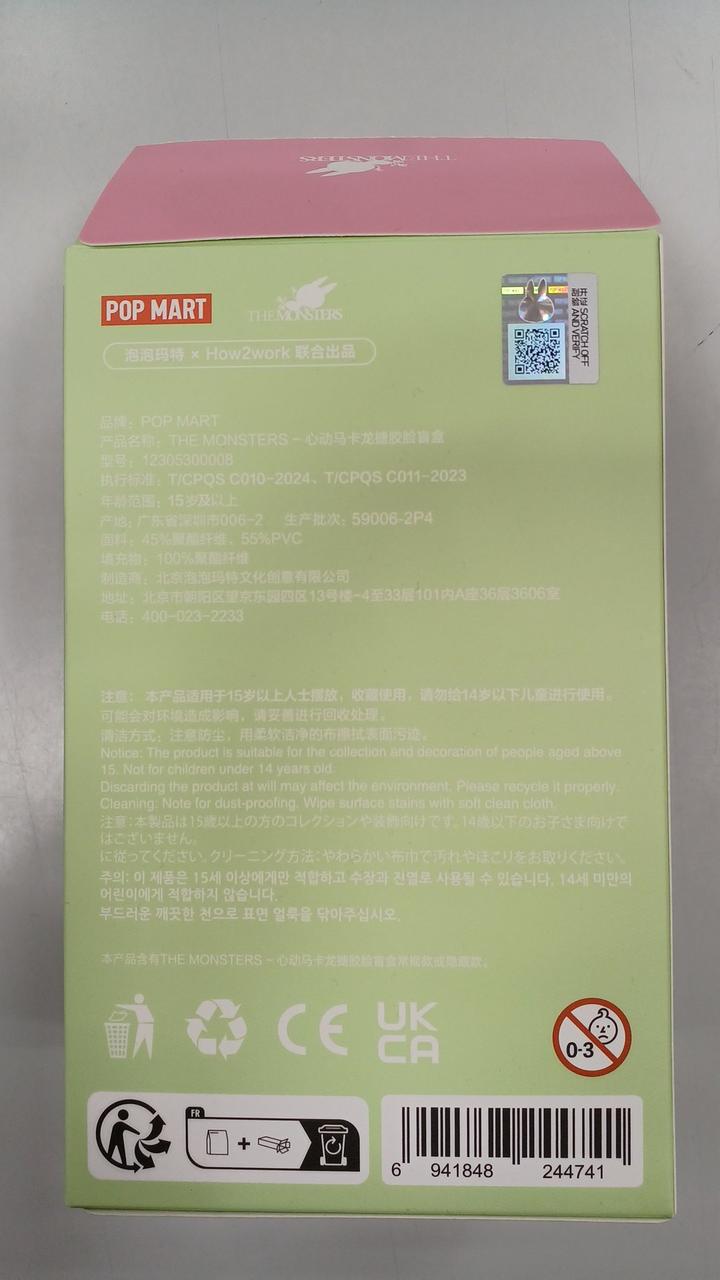 THE MONSTERS
POP MART
THE MONSTERS
刮开 SCRATCH OFF
验真 AND VERIFY
泡泡玛特 × How2work 联合出品
品牌：POP MART
产品名称：THE MONSTERS - 心动马卡龙搪胶脸盲盒
型号：12305300008
执行标准：T/CPQS C010-2024、T/CPQS C011-2023
年龄范围：15岁及以上
产地：广东省深圳市006-2 生产批次：59006-2P4
面料：45%聚酯纤维、55%PVC
填充物：100%聚酯纤维
制造商：北京泡泡玛特文化创意有限公司
地址：北京市朝阳区望京东园四区13号楼-4至33层101内A座36层3606室
电话：400-023-2233
注意： 本产品适用于15岁以上人士摆放，收藏使用，请勿给14岁以下儿童进行使用。
可能会对环境造成影响，请妥善进行回收处理。
清洁方式：注意防尘，用柔软洁净的布擦拭表面污迹。
Notice: The product is suitable for the collection and decoration of people aged above
15. Not for children under 14 years old.
Discarding the product at will may affect the environment. Please recycle it properly.
Cleaning: Note for dust-proofing. Wipe surface stains with soft clean cloth.
注意：本製品は15歳以上の方のコレクションや装飾向けです。14歳以下のお子さま向けで
はございません。
に従ってください。クリーニング方法：やわらかい布巾で汚れやほこりをお取りください。
주의: 이 제품은 15세 이상에게만 적합하고 수장과 진열로 사용될 수 있습니다. 14세 미만의
어린이에게 적합하지 않습니다.
부드러운 깨끗한 천으로 표면 얼룩을 닦아주십시오.
本产品含有THE MONSTERS - 心动马卡龙搪胶脸盲盒常规款或隐藏款。
CE
UK
CA
0-3
FR
6 941848 244741